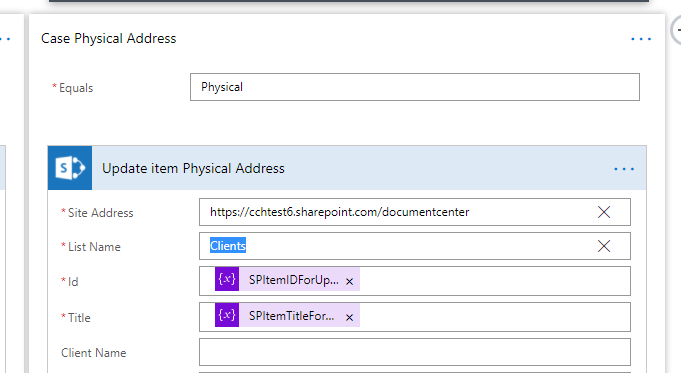 Case Physical Address
* Equals
Physical
S
Update item Physical Address
* Site Address
https://cchtest6.sharepoint.com/documentcenter
* List Name
Clients
* Id
{x} SPItemIDForUp... ×
* Title
{x} SPItemTitleFor... ×
Client Name